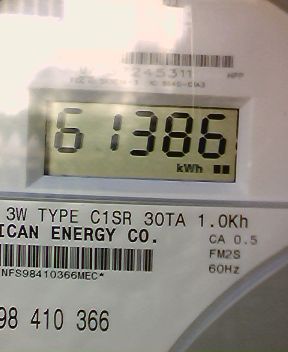 245311
61386
kWh
3W TYPE C1SR 30TA 1.0Kh
ICAN ENERGY CO.
CA 0.5
FM2S
60Hz
NFS98410366MEC*
98 410 366